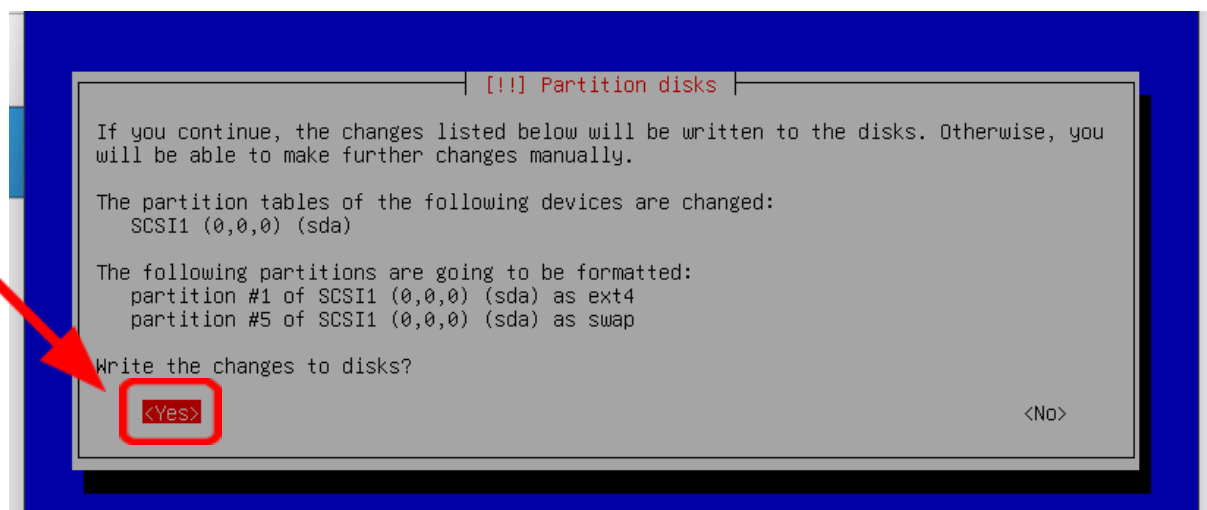 [!!] Partition disks
If you continue, the changes listed below will be written to the disks. Otherwise, you
will be able to make further changes manually.
The partition tables of the following devices are changed:
SCSI1 (0,0,0) (sda)
The following partitions are going to be formatted:
partition #1 of SCSI1 (0,0,0) (sda) as ext4
partition #5 of SCSI1 (0,0,0) (sda) as swap
Write the changes to disks?
<Yes> <No>